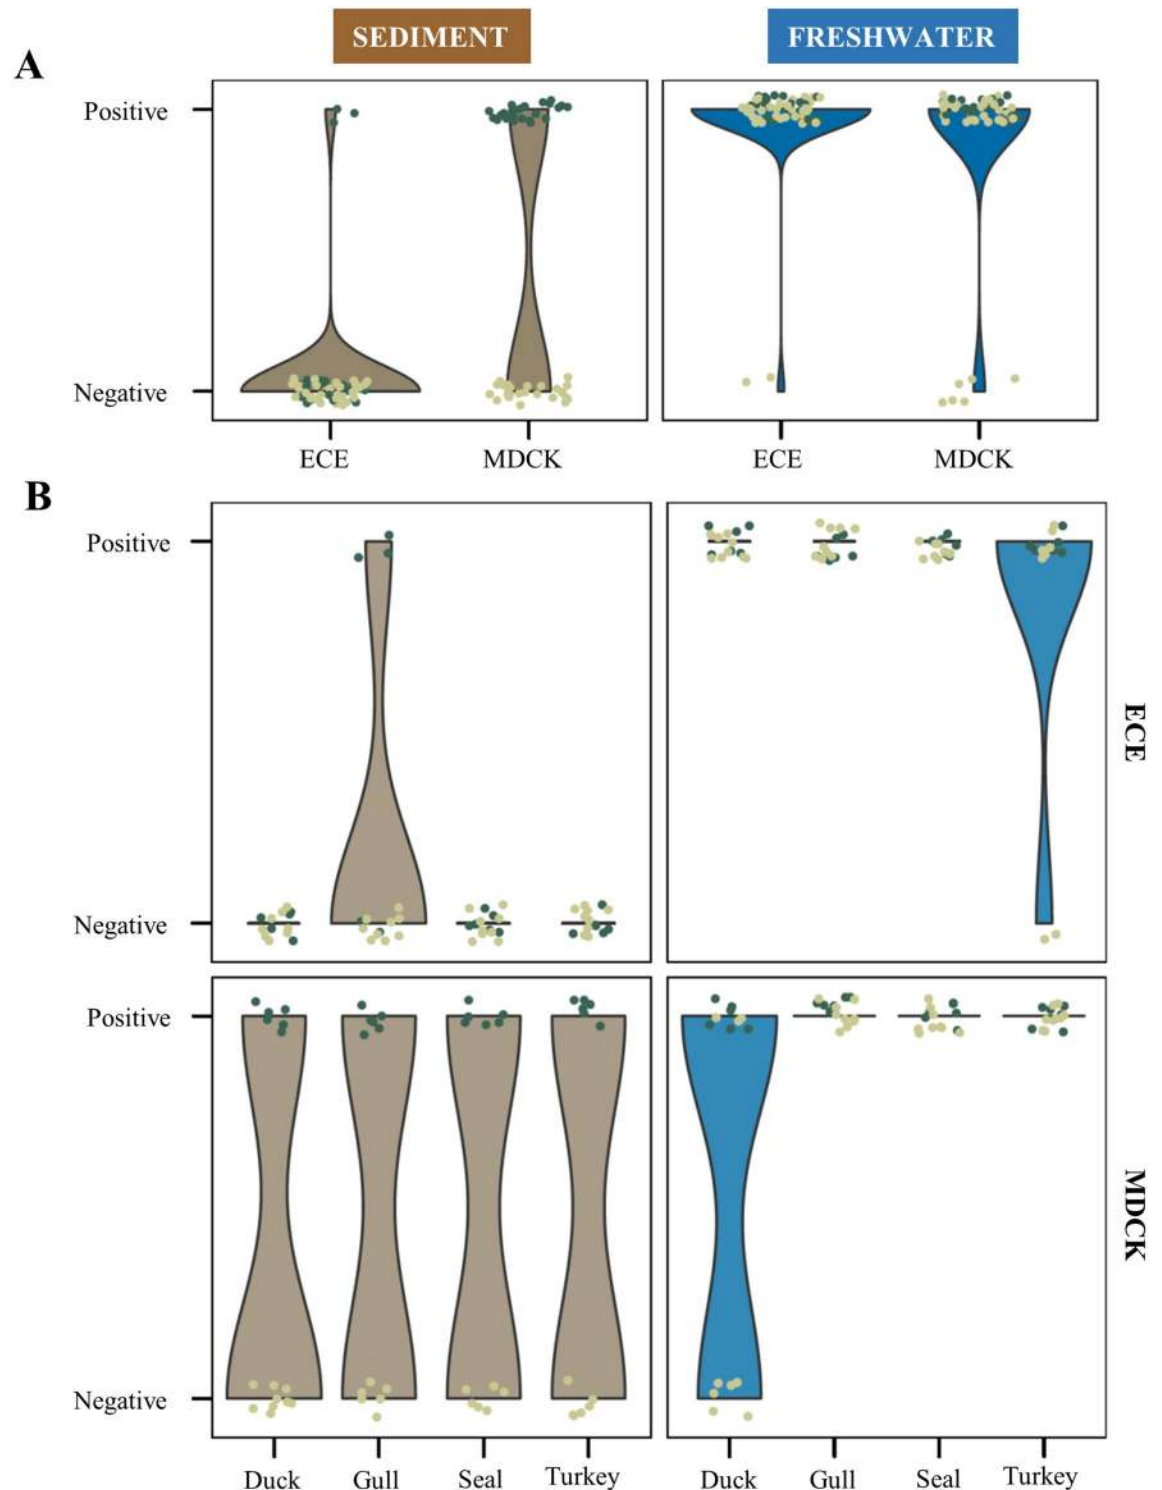 SEDIMENT FRESHWATER
A
Positive
Negative
ECE MDCK ECE MDCK
B
Positive
Negative
ECE
Positive
Negative
MDCK
Duck Gull Seal Turkey Duck Gull Seal Turkey